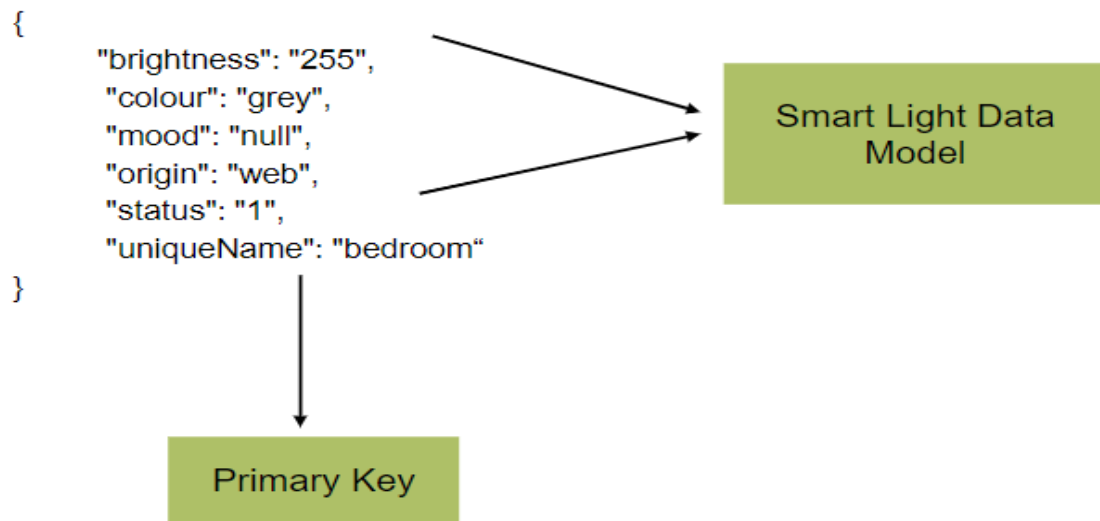 {
"brightness": "255",
"colour": "grey",
"mood": "null",
"origin": "web",
"status": "1",
"uniqueName": "bedroom“
}
Smart Light Data
Model
Primary Key